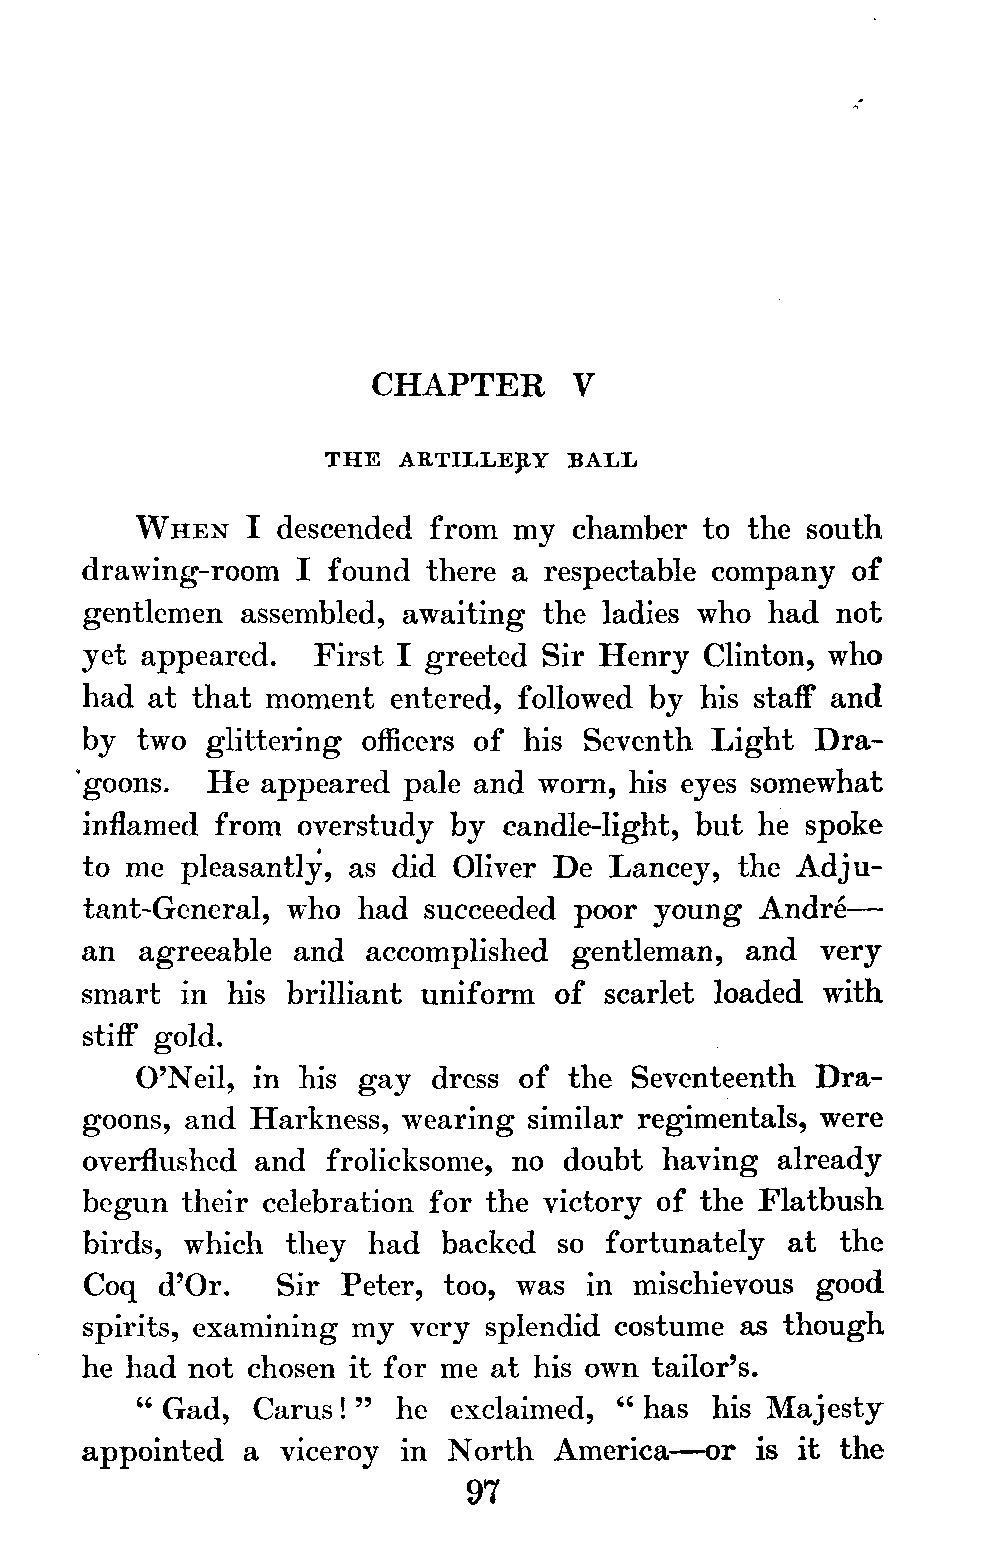 CHAPTER V
THE ARTILLERY BALL
WHEN I descended from my chamber to the south
drawing-room I found there a respectable company of
gentlemen assembled, awaiting the ladies who had not
yet appeared. First I greeted Sir Henry Clinton, who
had at that moment entered, followed by his staff and
by two glittering officers of his Seventh Light Dra-
goons. He appeared pale and worn, his eyes somewhat
inflamed from overstudy by candle-light, but he spoke
to me pleasantly, as did Oliver De Lancey, the Adju-
tant-General, who had succeeded poor young André—
an agreeable and accomplished gentleman, and very
smart in his brilliant uniform of scarlet loaded with
stiff gold.
O'Neil, in his gay dress of the Seventeenth Dra-
goons, and Harkness, wearing similar regimentals, were
overflushed and frolicksome, no doubt having already
begun their celebration for the victory of the Flatbush
birds, which they had backed so fortunately at the
Coq d'Or. Sir Peter, too, was in mischievous good
spirits, examining my very splendid costume as though
he had not chosen it for me at his own tailor's.
“Gad, Carus!” he exclaimed, “has his Majesty
appointed a viceroy in North America—or is it the
97